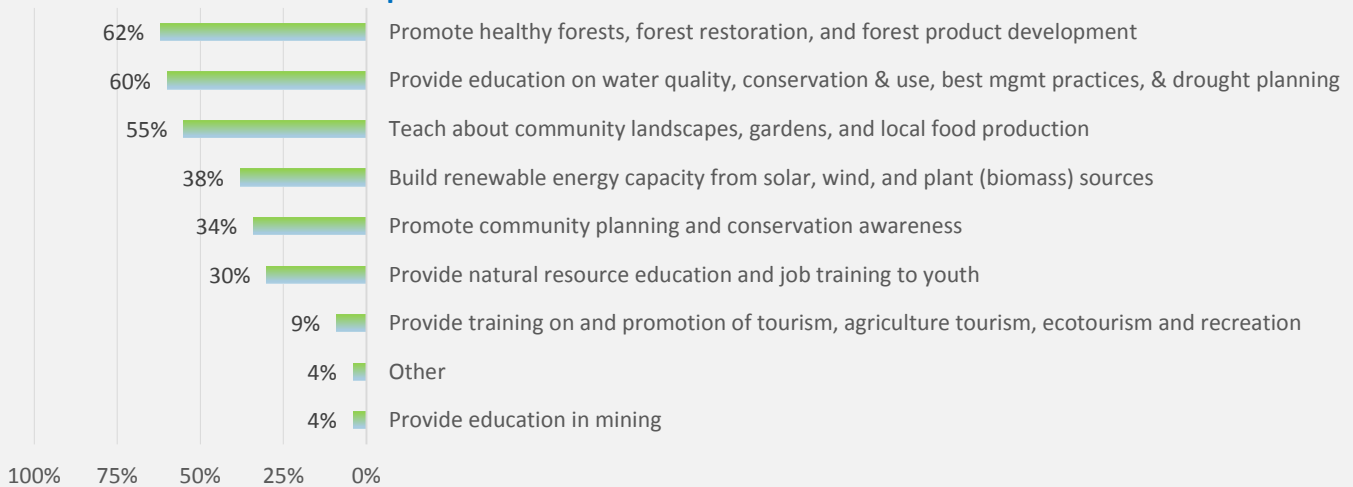 62% Promote healthy forests, forest restoration, and forest product development
60% Provide education on water quality, conservation & use, best mgmt practices, & drought planning
55% Teach about community landscapes, gardens, and local food production
38% Build renewable energy capacity from solar, wind, and plant (biomass) sources
34% Promote community planning and conservation awareness
30% Provide natural resource education and job training to youth
9% Provide training on and promotion of tourism, agriculture tourism, ecotourism and recreation
4% Other
4% Provide education in mining
100% 75% 50% 25% 0%